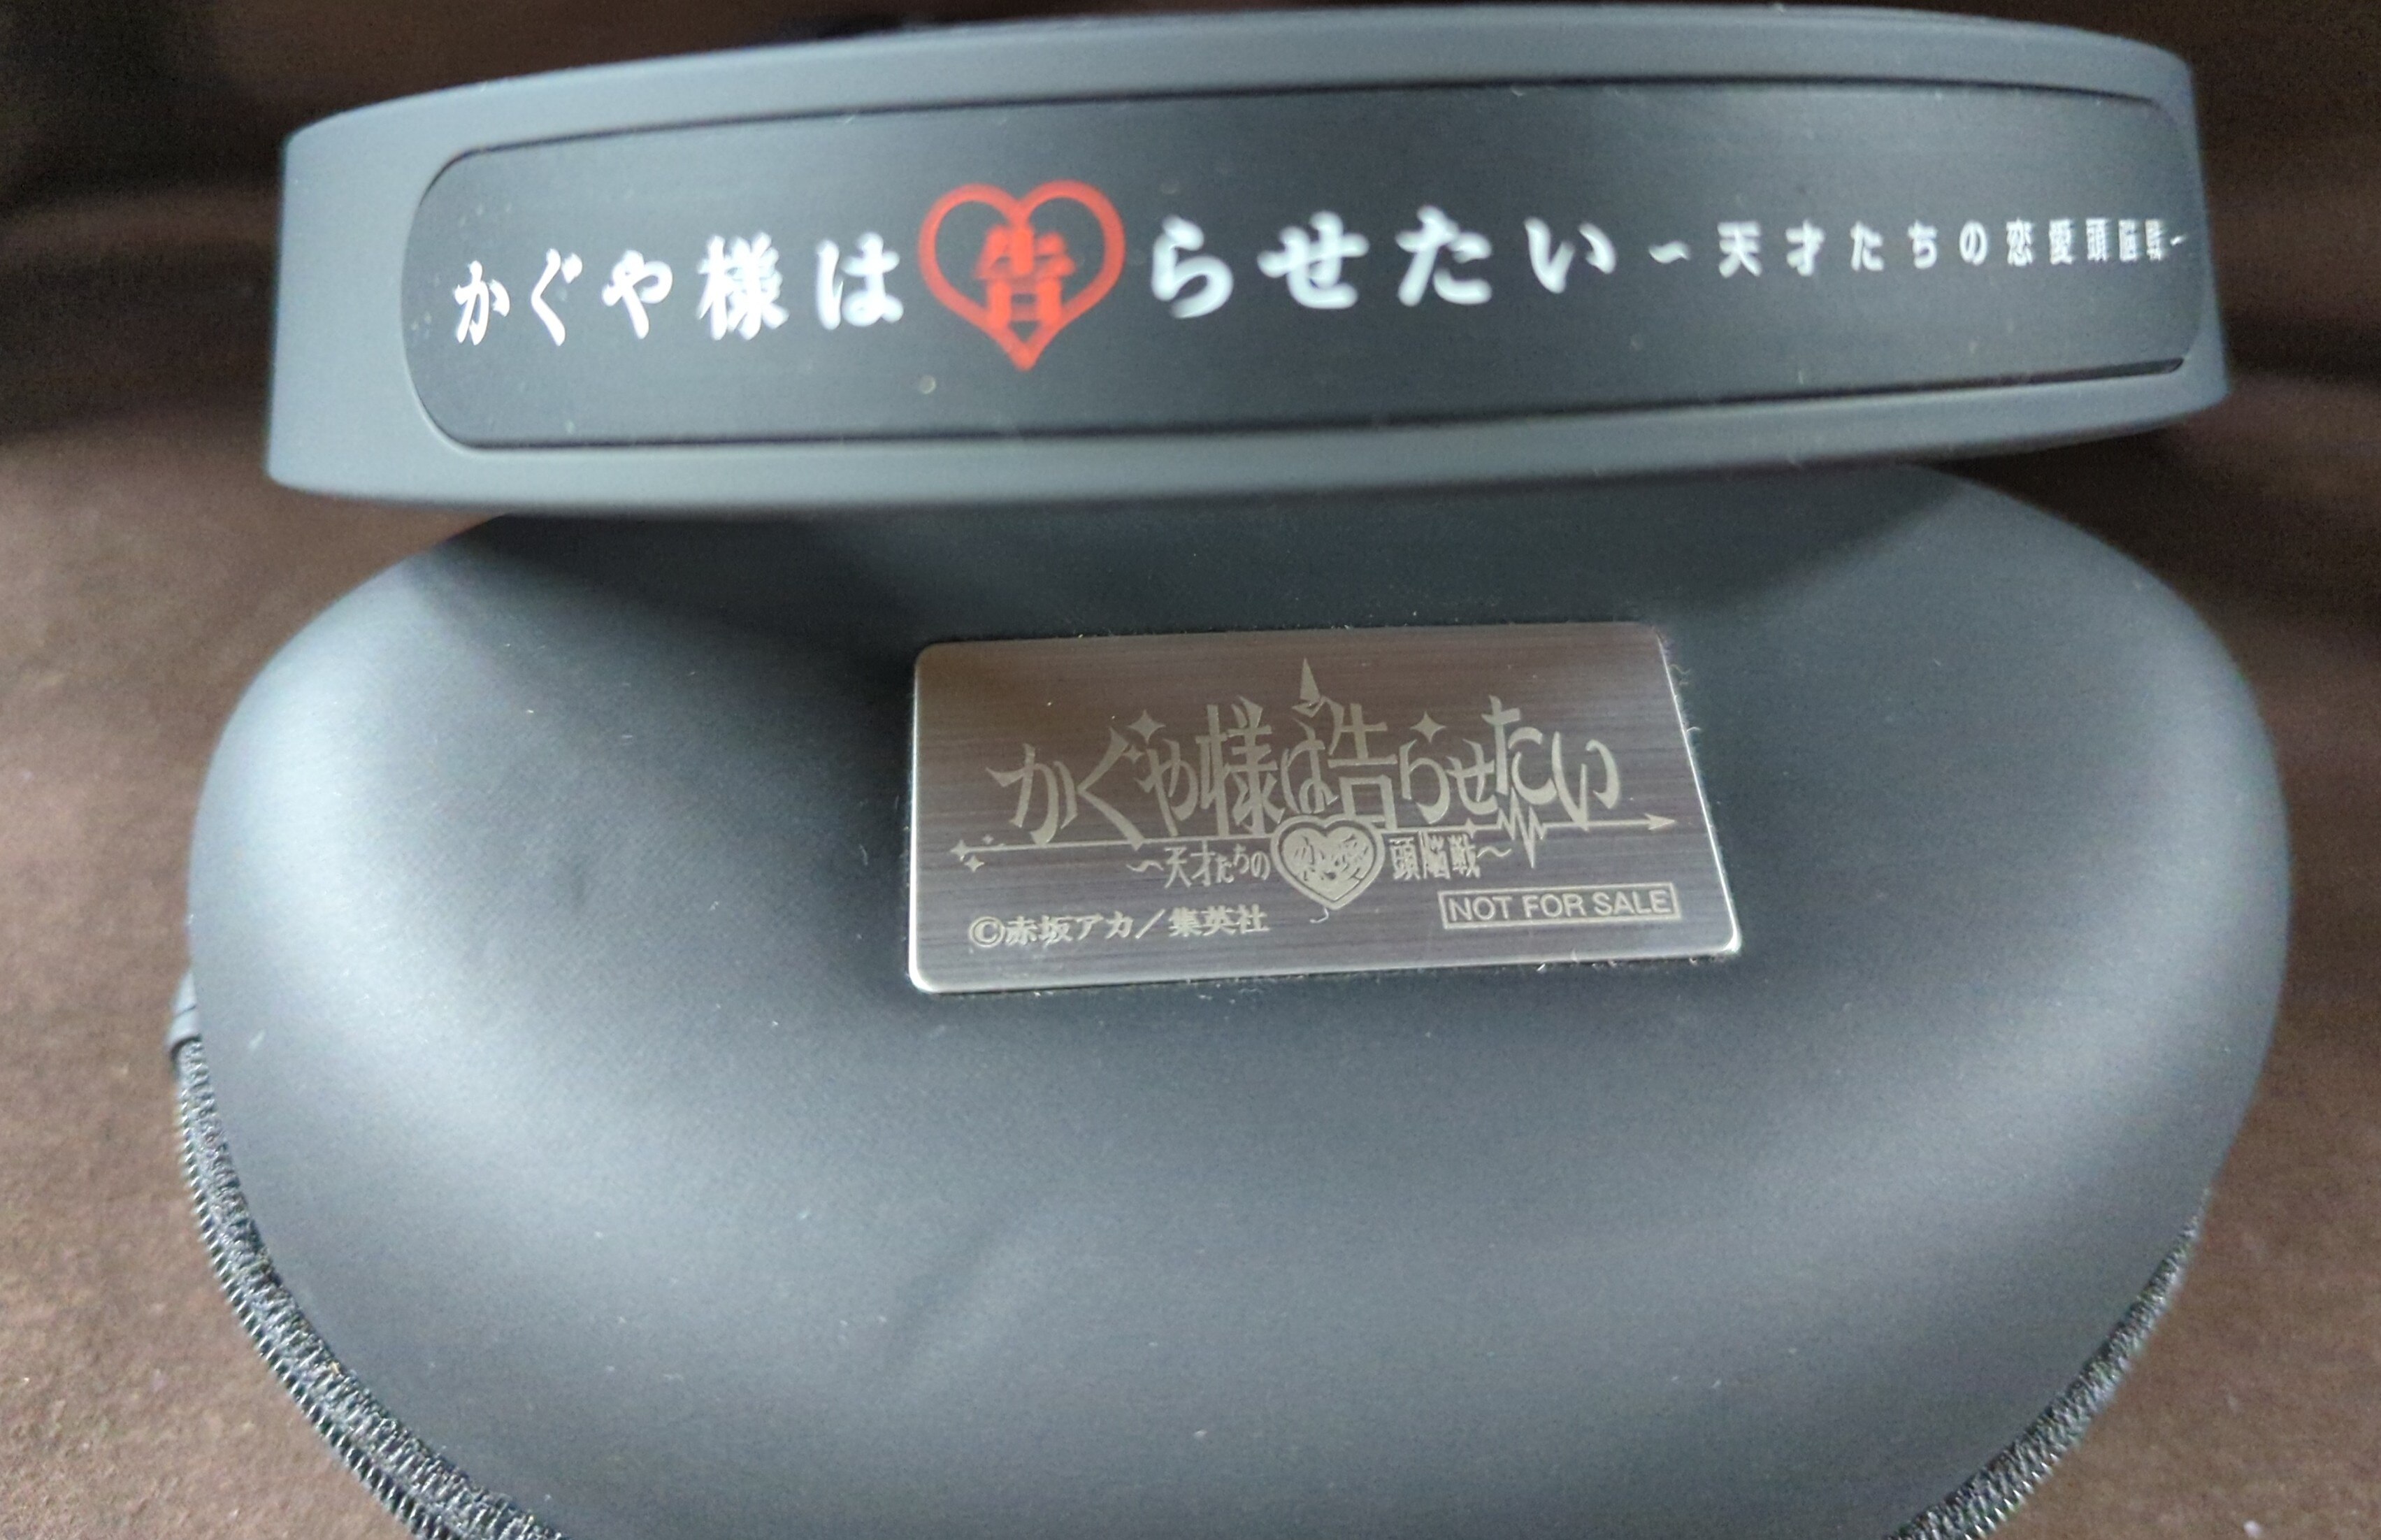 かぐや様は告らせたい ~天才たちの恋愛頭脳戦~
かぐや様は告らせたい
~天才たちの恋愛頭脳戦~
©赤坂アカ/集英社
NOT FOR SALE